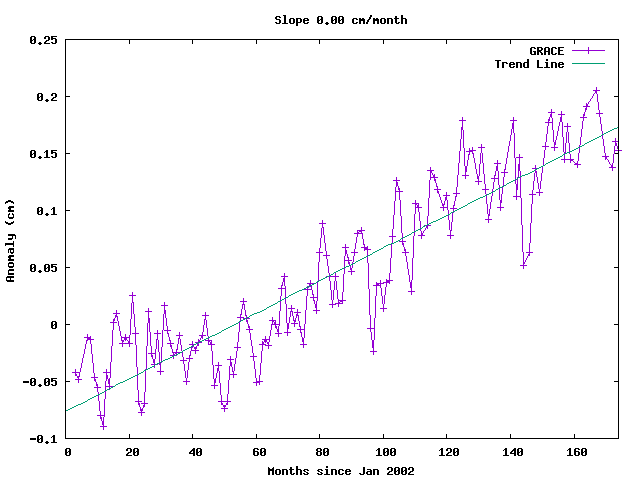 Slope 0.00 cm/month
0.25
GRACE
Trend Line
0.2
0.15
0.1
0.05
0
-0.05
-0.1
Anomaly (cm)
0 20 40 60 80 100 120 140 160
Months since Jan 2002